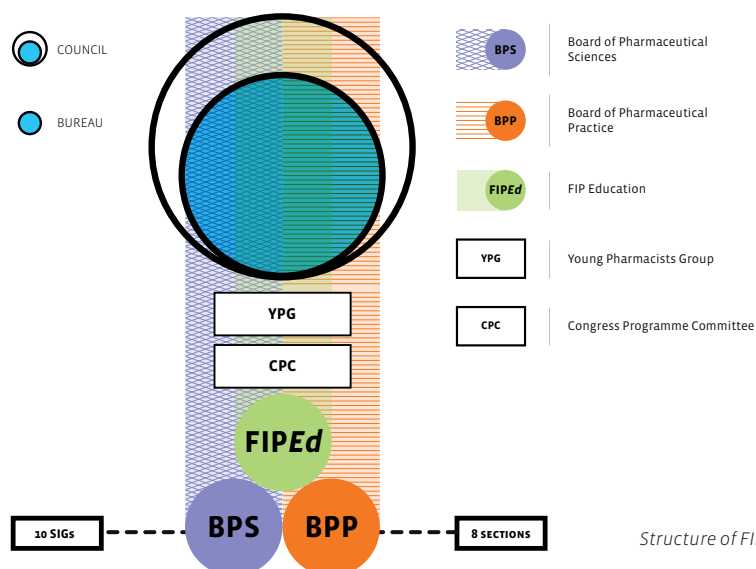 COUNCIL
BUREAU
YPG
CPC
FIPEd
BPS
BPP
10 SIGs
8 SECTIONS
BPS
Board of Pharmaceutical
Sciences
BPP
Board of Pharmaceutical
Practice
FIPEd
FIP Education
YPG
Young Pharmacists Group
CPC
Congress Programme Committee
Structure of